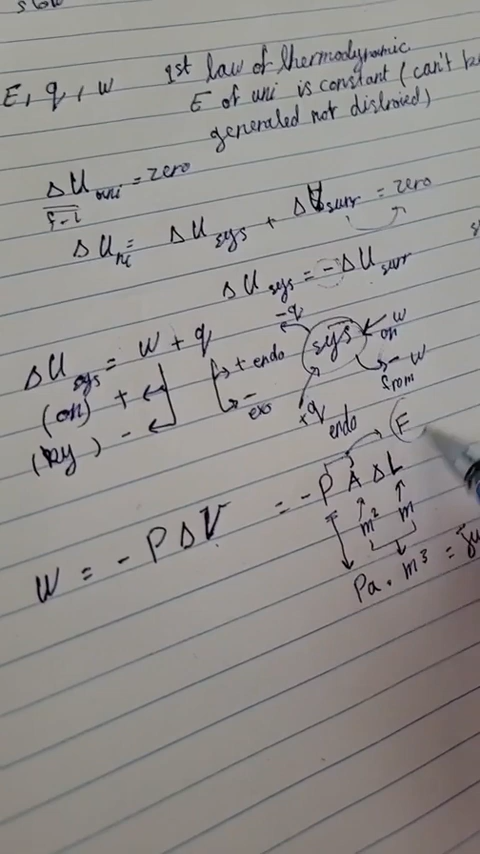 slow
E, q, w 1st law of thermodynamic
E of uni is constant (can't be
generated not distroied)
ΔU uni = zero
f-i
ΔU uni = ΔU sys + ΔU surr = zero
ΔU sys = -ΔU surr
-q
ΔU sys = w + q
sys
w on
(on) + + endo
- w from
(by) - - exo
+q endo
F
W = - PΔV = - P A ΔL
m² m
Pa . m³ =